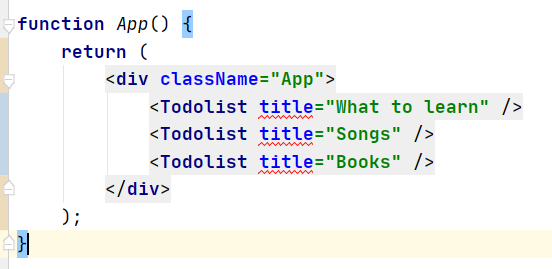 function App() {
    return (
        <div className="App">
            <Todolist title="What to learn" />
            <Todolist title="Songs" />
            <Todolist title="Books" />
        </div>
    );
}